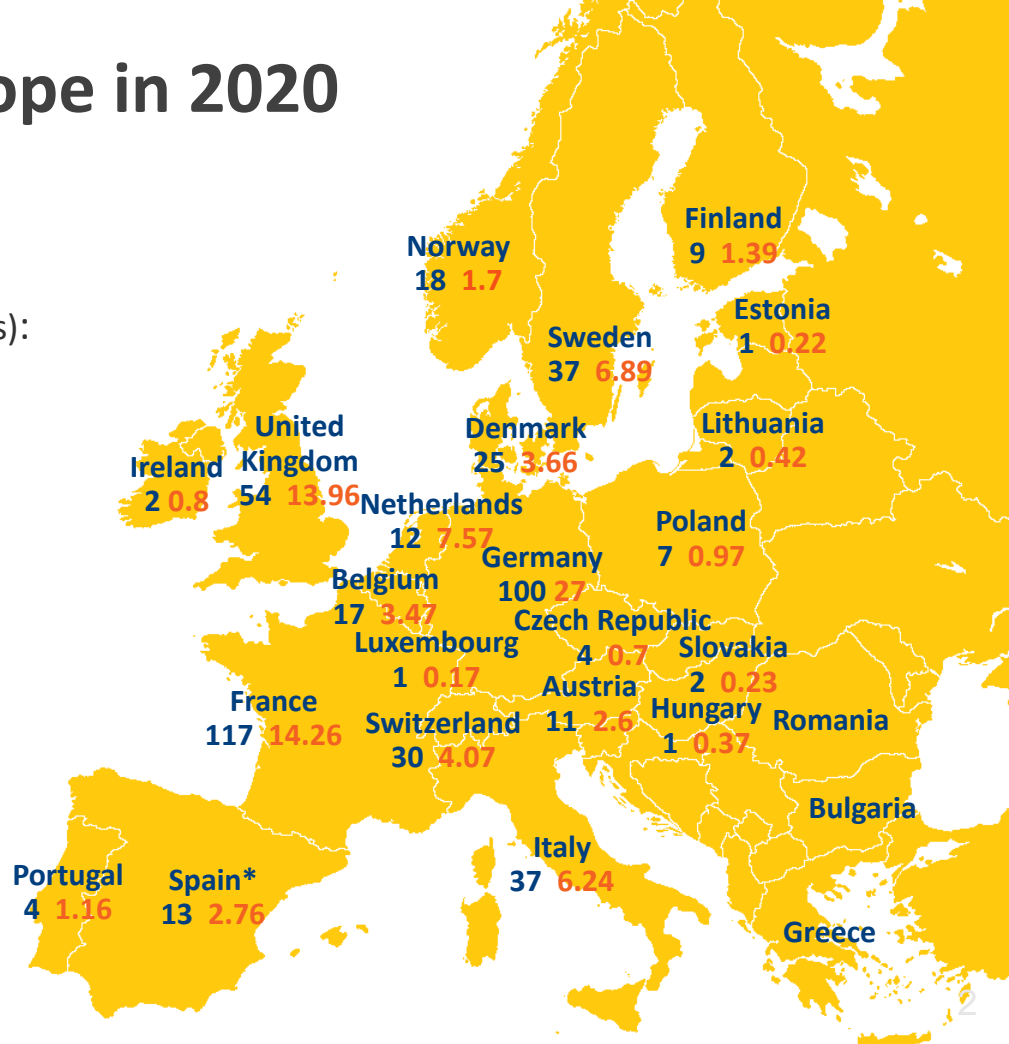 ope in 2020
s):
Finland
9 1.39
Norway
18 1.7
Estonia
1 0.22
Sweden
37 6.89
Lithuania
2 0.42
United
Kingdom
54 13.96
Denmark
25 3.66
Ireland
2 0.8
Netherlands
12 7.57
Poland
7 0.97
Germany
100 27
Belgium
17 3.47
Czech Republic
4 0.7
Luxembourg
1 0.17
Slovakia
2 0.23
Austria
11 2.6
France
117 14.26
Switzerland
30 4.07
Hungary
1 0.37
Romania
Bulgaria
Italy
37 6.24
Portugal
4 1.16
Spain*
13 2.76
Greece
2